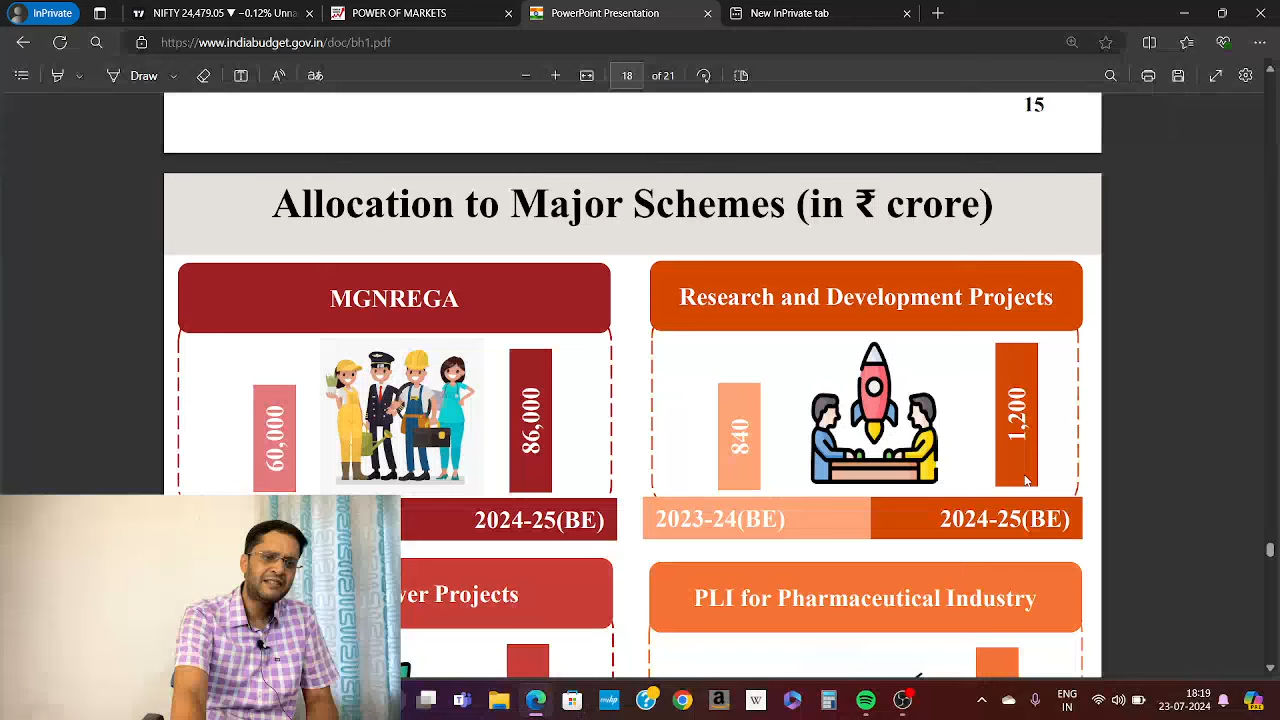 InPrivate
NIFTY 24,479.05 ▼ −0.12% Unna
POWER OF MARKETS
PowerPoint Presentation
New InPrivate tab
https://www.indiabudget.gov.in/doc/bh1.pdf
Draw
18 of 21
15
Allocation to Major Schemes (in ₹ crore)
MGNREGA
60,000
86,000
2024-25(BE)
Research and Development Projects
840
1,200
2023-24(BE)
2024-25(BE)
Projects
PLI for Pharmaceutical Industry
ENG
IN
18:19
23-07-2024